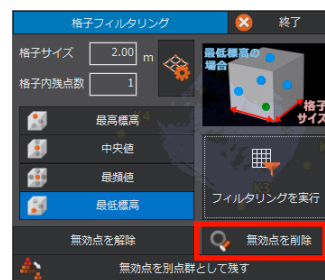 格子フィルタリング
終了
格子サイズ 2.00 m
格子内残点数 1
最低標高の
場合
格子
サイズ
最高標高
中央値
最頻値
最低標高
フィルタリングを実行
無効点を解除
無効点を削除
無効点を別点群として残す